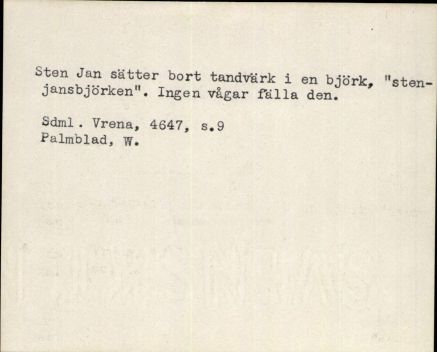 Sten Jan sätter bort tandvärk i en björk, "sten-
jansbjörken". Ingen vågar fälla den.
Sdml. Vrena, 4647, s.9
Palmblad, W.